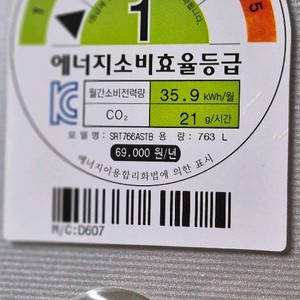 1
5
에너지소비효율등급
월간소비전력량 35.9 kWh/월
CO₂ 21 g/시간
모델명:SRT766ASTB 용량: 763 L
69,000 원/년
에너지이용합리화법에 의한 표시
M/C:D607